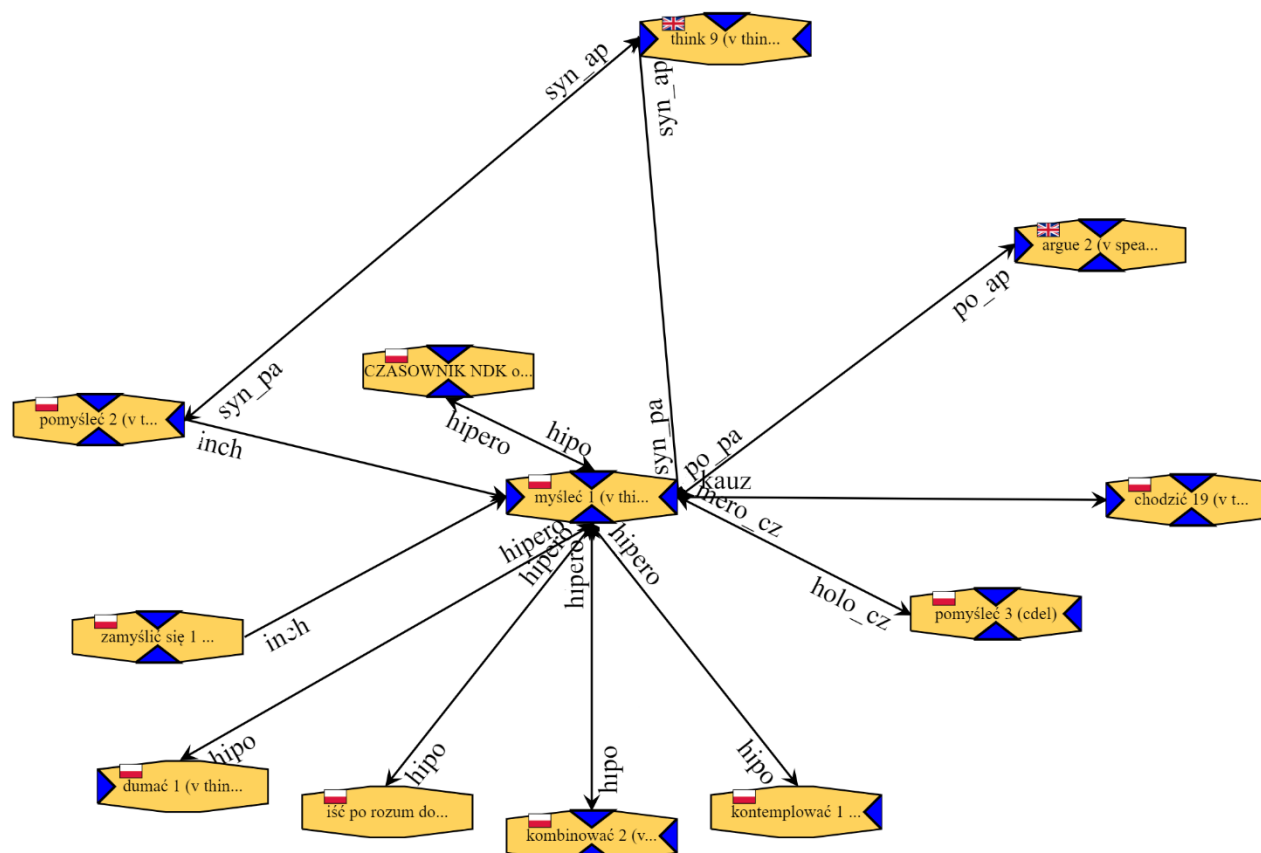 think 9 (v thin...
syn_ap
syn_ap
argue 2 (v spea...
po_ap
CZASOWNIK NDK o...
syn_pa
pomyśleć 2 (v t...
inch
hipero
hipo
syn_pa
po_pa
kauz
myśleć 1 (v thi...
mero_cz
chodzić 19 (v t...
hipero
hipero
hipero
hipero
holo_cz
pomyśleć 3 (cdel)
zamyślić się 1 ...
inch
hipo
hipo
hipo
hipo
dumać 1 (v thin...
iść po rozum do...
kombinować 2 (v...
kontemplować 1 ...